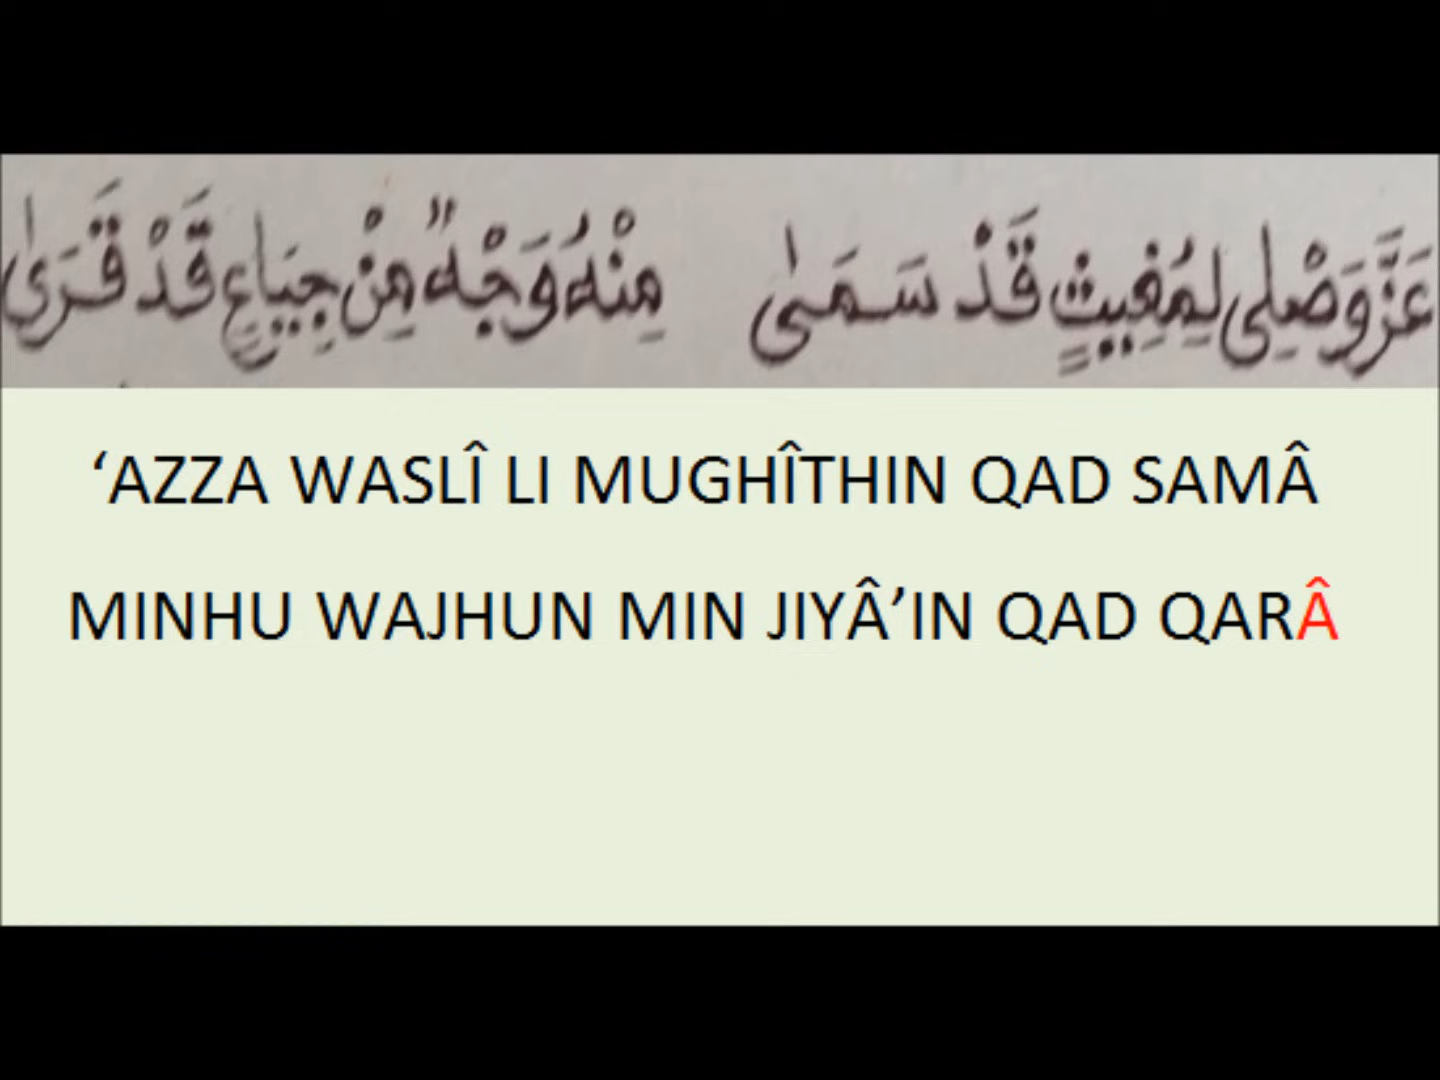 عَزَّ وَصْلِي لِمُغِيثٍ قَدْ سَمَىٰ مِنْهُ وَجْهٌ مِنْ جِيَاعٍ قَدْ قَرَىٰ
‘AZZA WASLÎ LI MUGHÎTHIN QAD SAMÂ
MINHU WAJHUN MIN JIYÂ’IN QAD QARÂ